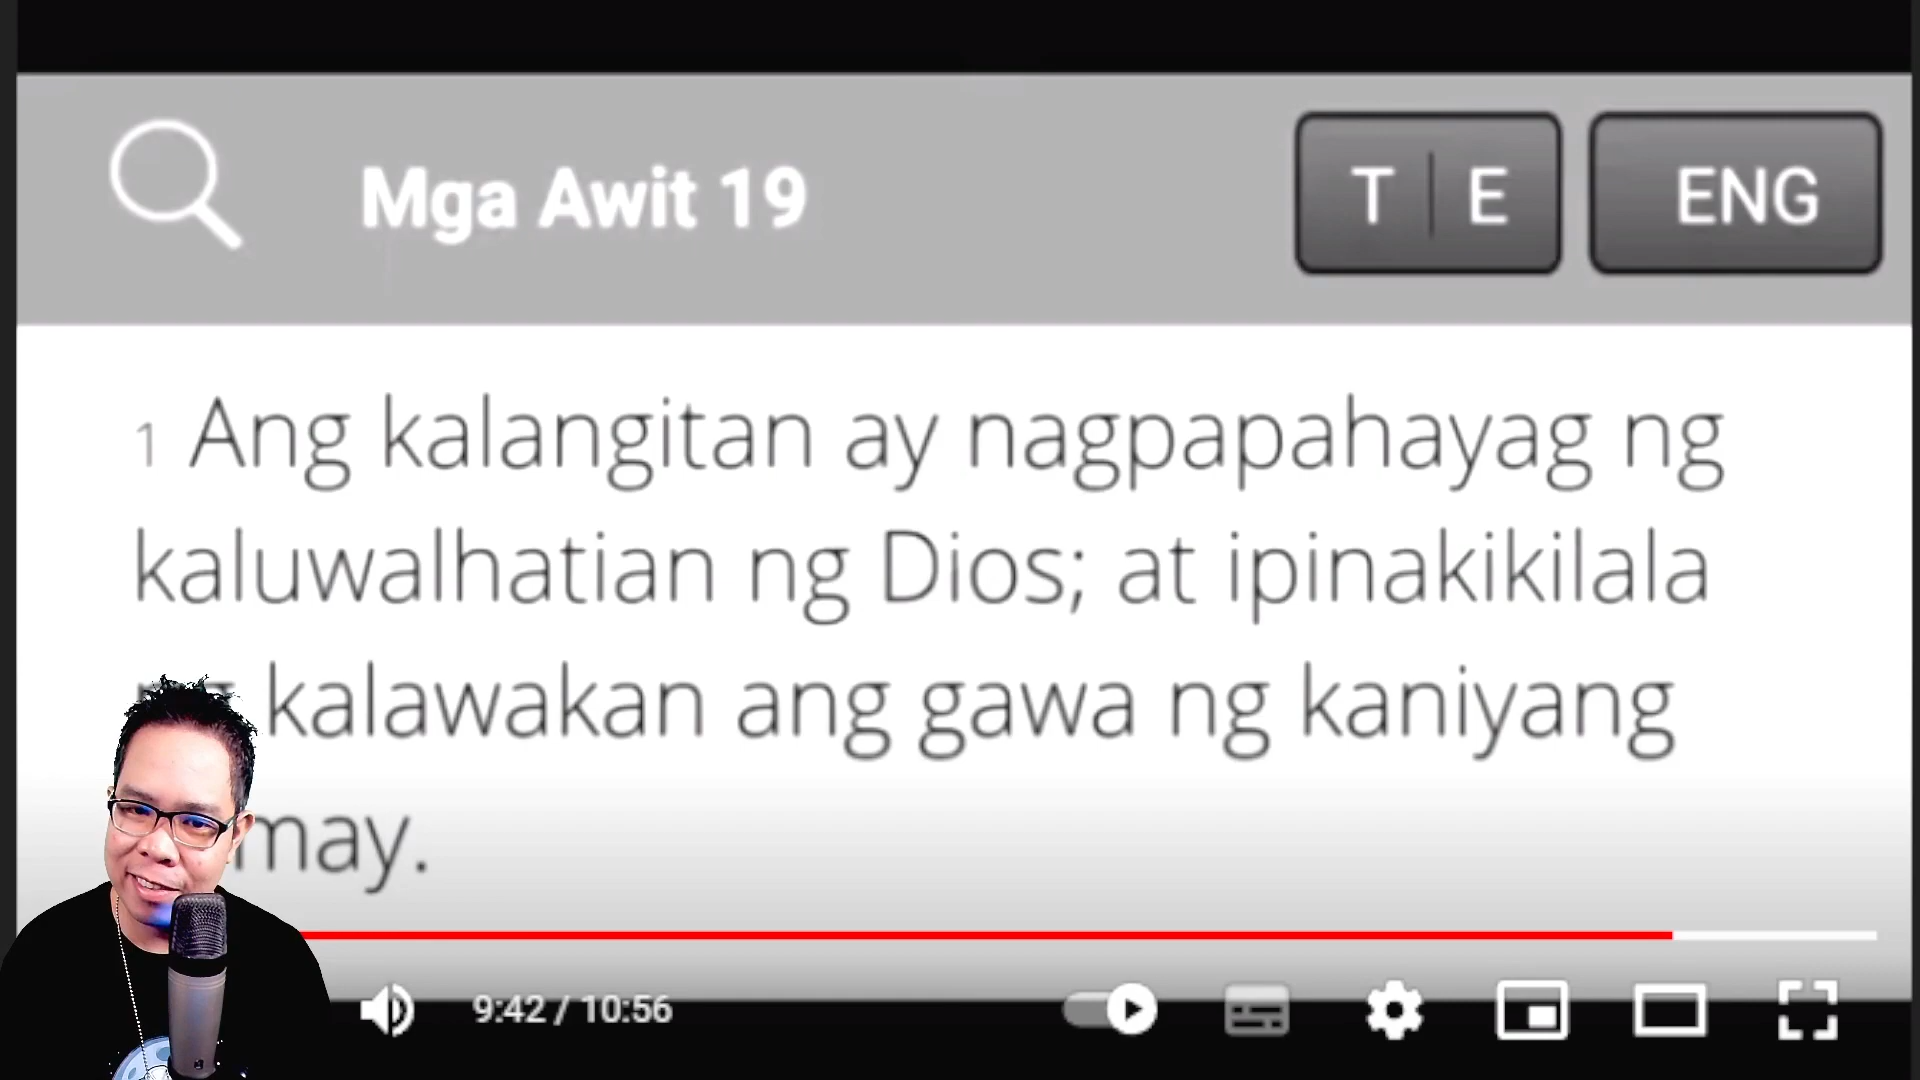 Mga Awit 19
T | E
ENG
1 Ang kalangitan ay nagpapahayag ng
kaluwalhatian ng Dios; at ipinakikilala
kalawakan ang gawa ng kaniyang
9:42 / 10:56